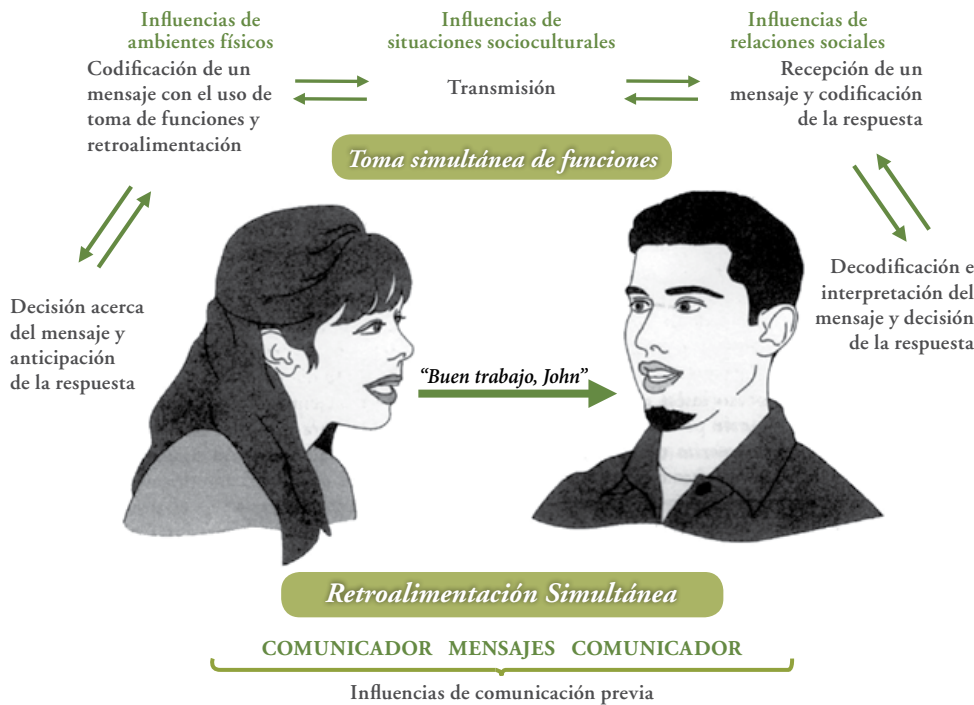 Influencias de
ambientes físicos
Codificación de un
mensaje con el uso de
toma de funciones y
retroalimentación
Influencias de
situaciones socioculturales
Transmisión
Influencias de
relaciones sociales
Recepción de un
mensaje y codificación
de la respuesta
Toma simultánea de funciones
Decisión acerca
del mensaje y
anticipación
de la respuesta
“Buen trabajo, John”
Decodificación e
interpretación del
mensaje y decisión
de la respuesta
Retroalimentación Simultánea
COMUNICADOR MENSAJES COMUNICADOR
Influencias de comunicación previa